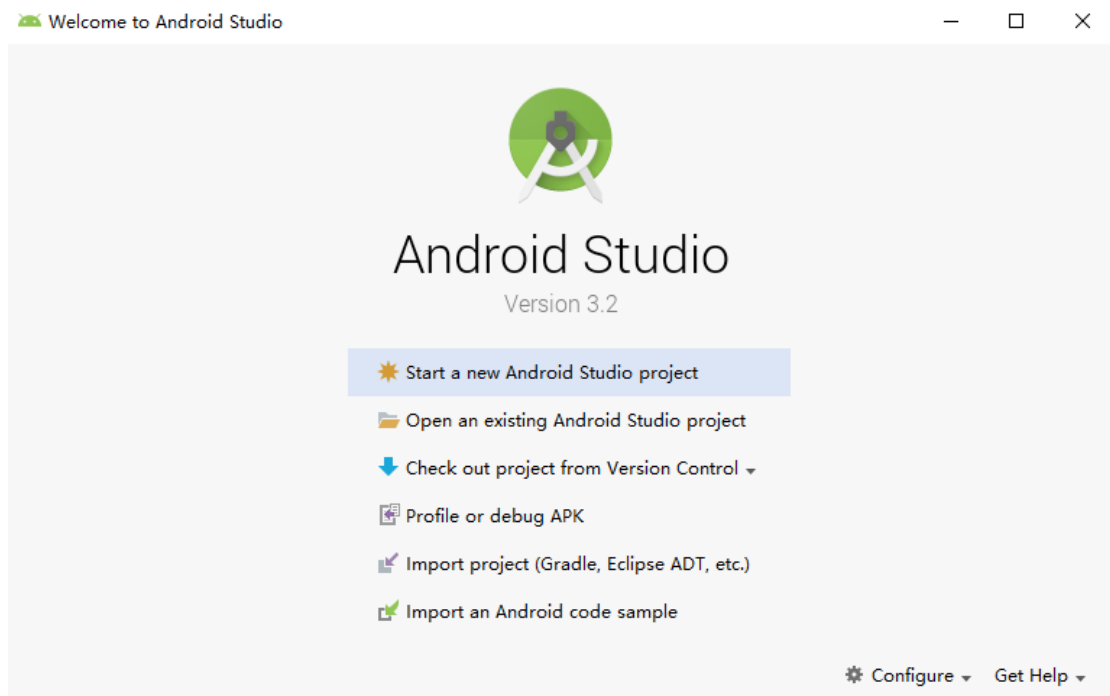 Welcome to Android Studio
Android Studio
Version 3.2
Start a new Android Studio project
Open an existing Android Studio project
Check out project from Version Control
Profile or debug APK
Import project (Gradle, Eclipse ADT, etc.)
Import an Android code sample
Configure Get Help